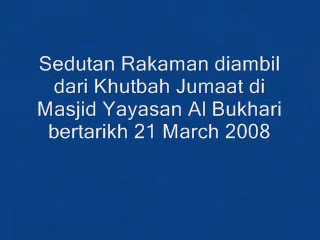 Sedutan Rakaman diambil
dari Khutbah Jumaat di
Masjid Yayasan Al Bukhari
bertarikh 21 March 2008